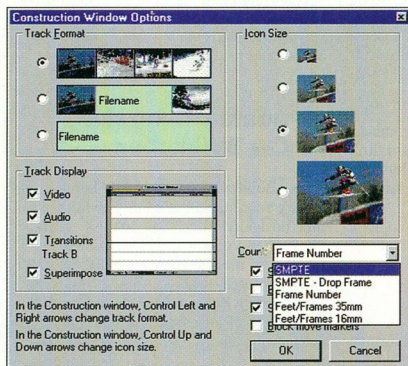 Construction Window Options
Track Format
Filename
Filename
Track Display
Video
Audio
Transitions
Track B
Superimpose
In the Construction window, Control Left and
Right arrows change track format.
In the Construction window, Control Up and
Down arrows change icon size.
Icon Size
Frame Number
SMPTE
SMPTE - Drop Frame
Frame Number
Feet/Frames 35mm
Feet/Frames 16mm
Block move markers
OK
Cancel